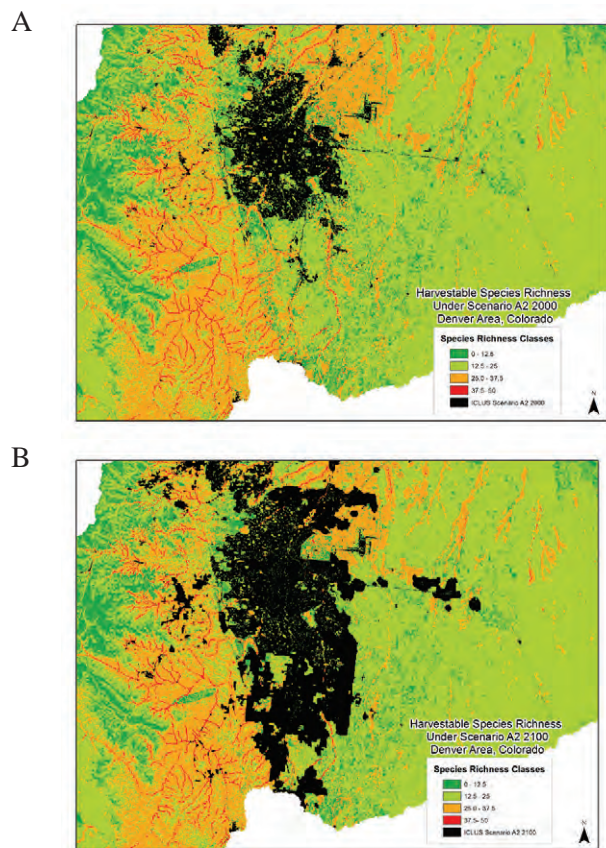 A
Harvestable Species Richness
Under Scenario A2 2000
Denver Area, Colorado
Species Richness Classes
0 - 12.5
12.5 - 25
25.0 - 37.5
37.5- 50
ICLUS Scenario A2 2000
N
B
Harvestable Species Richness
Under Scenario A2 2100
Denver Area, Colorado
Species Richness Classes
0 - 12.5
12.5 - 25
25.0 - 37.5
37.5- 50
ICLUS Scenario A2 2100
N